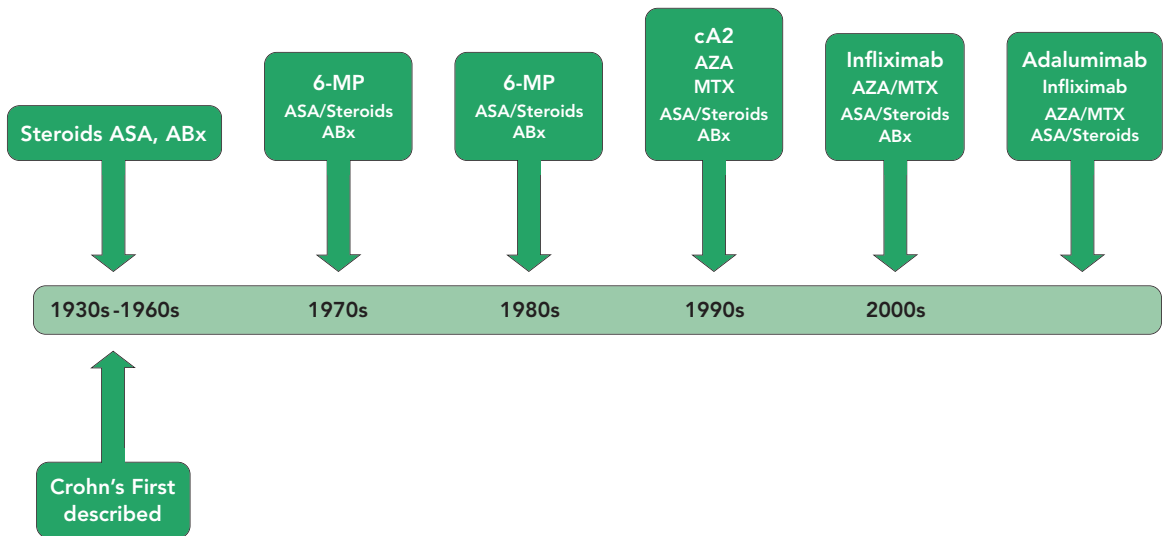 Steroids ASA, ABx
6-MP
ASA/Steroids
ABx
6-MP
ASA/Steroids
ABx
cA2
AZA
MTX
ASA/Steroids
ABx
Infliximab
AZA/MTX
ASA/Steroids
ABx
Adalumimab
Infliximab
AZA/MTX
ASA/Steroids
1930s-1960s
1970s
1980s
1990s
2000s
Crohn's First
described